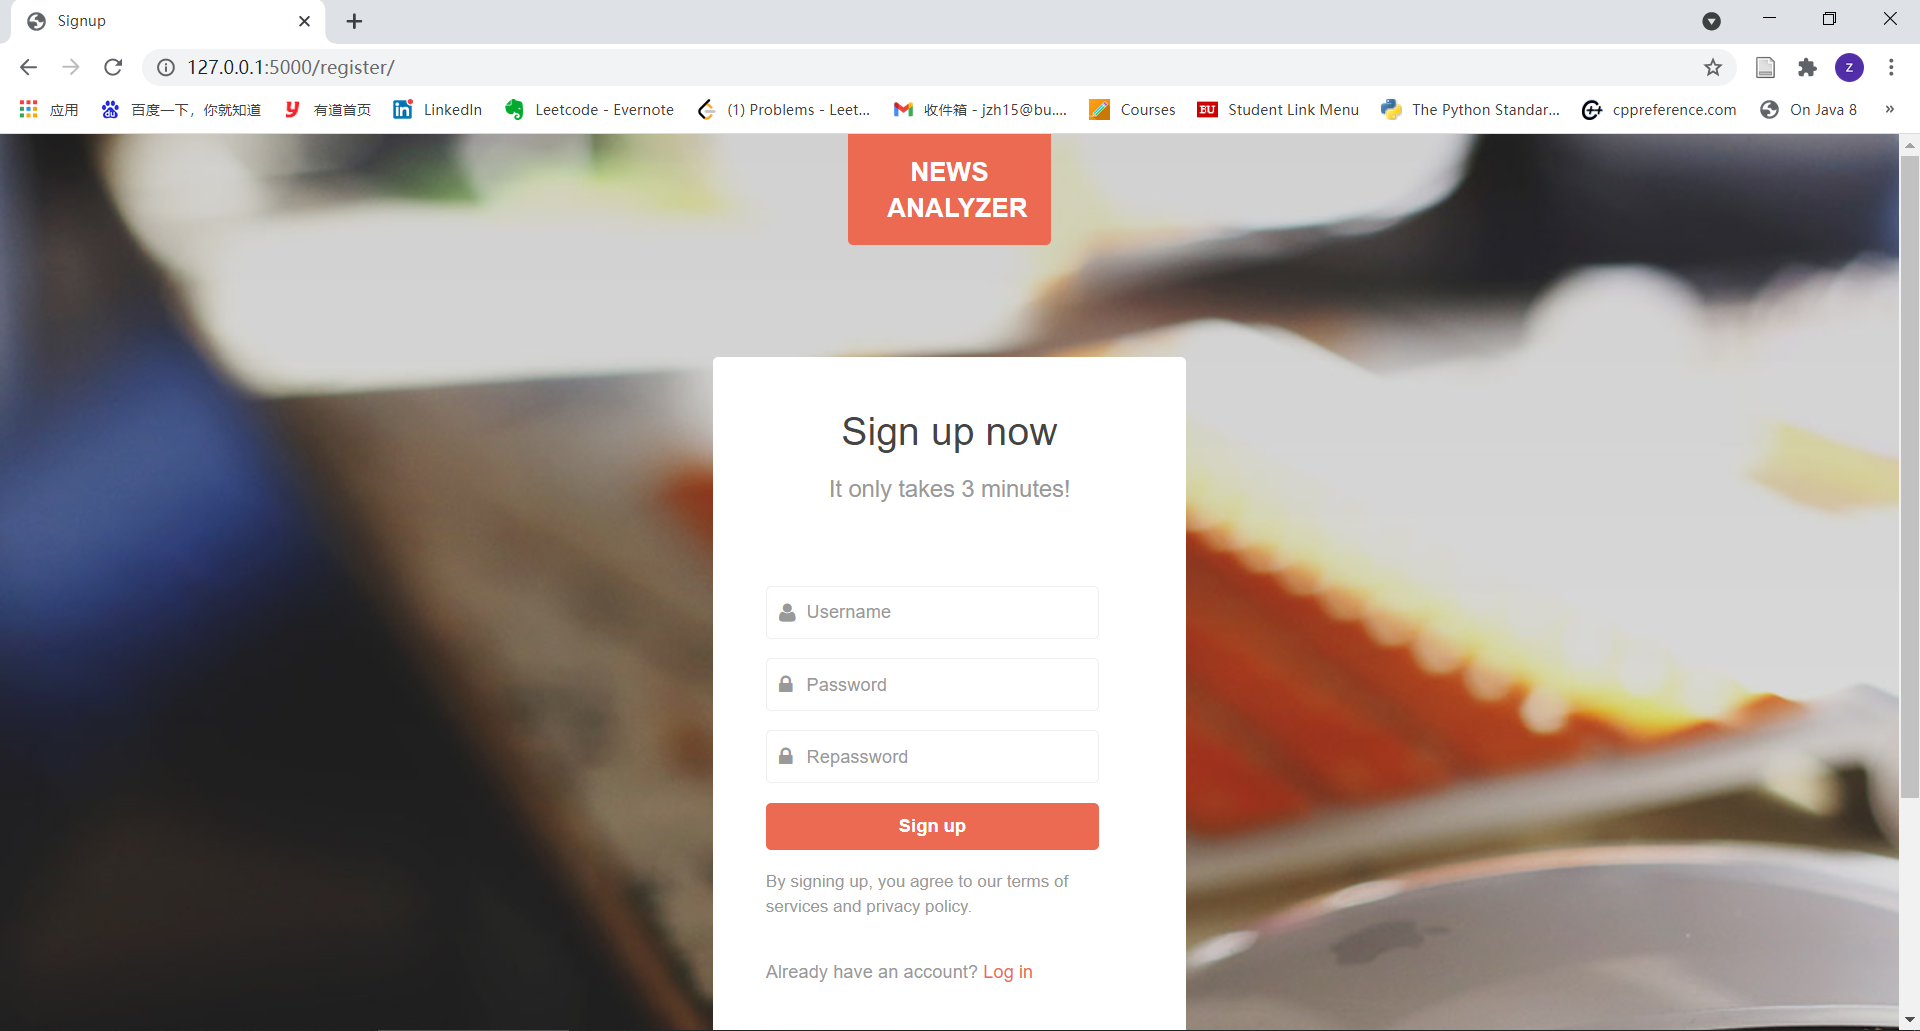 Signup
127.0.0.1:5000/register/
应用 百度一下，你就知道 有道首页 LinkedIn Leetcode - Evernote (1) Problems - Leet... 收件箱 - jzh15@bu.... Courses BU Student Link Menu The Python Standar... cppreference.com On Java 8 »
z
NEWS
ANALYZER
Sign up now
It only takes 3 minutes!
Username
Password
Repassword
Sign up
By signing up, you agree to our terms of
services and privacy policy.
Already have an account? Log in